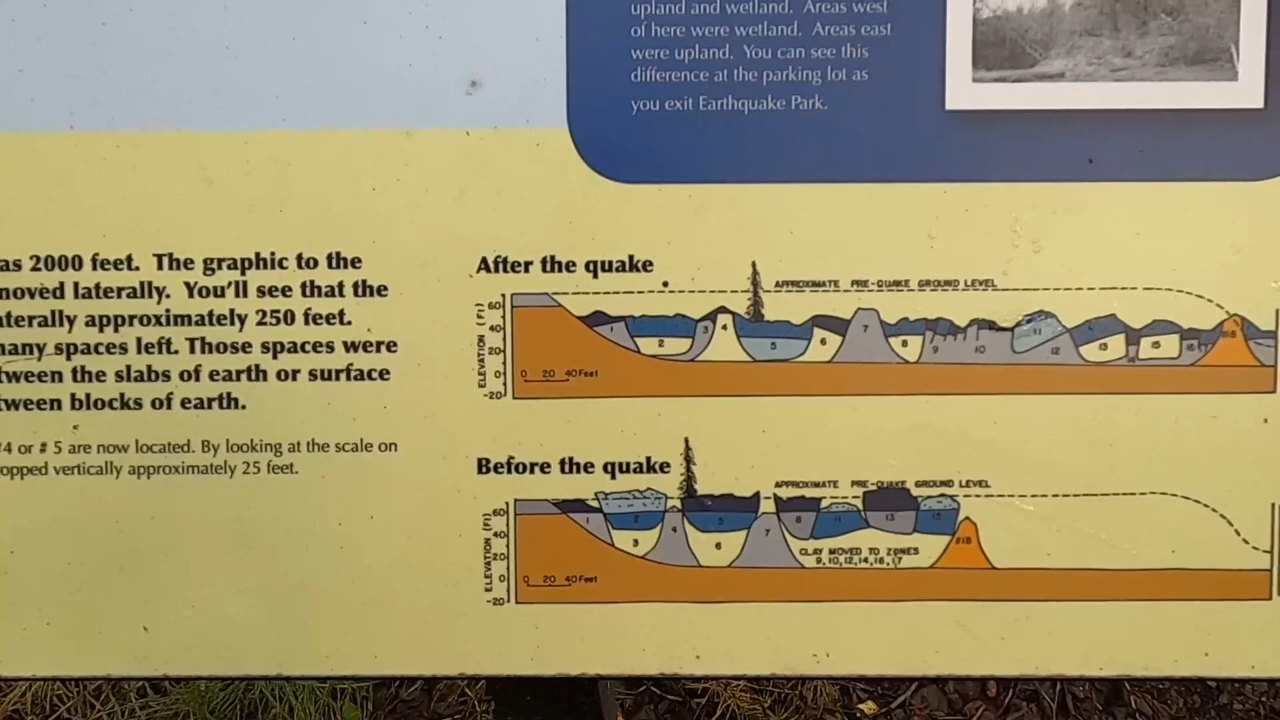 upland and wetland. Areas west
of here were wetland. Areas east
were upland. You can see this
difference at the parking lot as
you exit Earthquake Park.
as 2000 feet. The graphic to the
moved laterally. You'll see that the
aterally approximately 250 feet.
many spaces left. Those spaces were
tween the slabs of earth or surface
tween blocks of earth.
#4 or # 5 are now located. By looking at the scale on
opped vertically approximately 25 feet.
After the quake
APPROXIMATE PRE-QUAKE GROUND LEVEL
ELEVATION (FT)
60
40
20
0
-20
0 20 40 Feet
1 2 3 4 5 6 7 8 9 10 11 12 13 14 15 16 17 #18
Before the quake
APPROXIMATE PRE-QUAKE GROUND LEVEL
ELEVATION (FT)
60
40
20
0
-20
0 20 40 Feet
1 2 3 4 5 6 7 8 11 13 15 #18
CLAY MOVED TO ZONES
9, 10, 12, 14, 16, 17